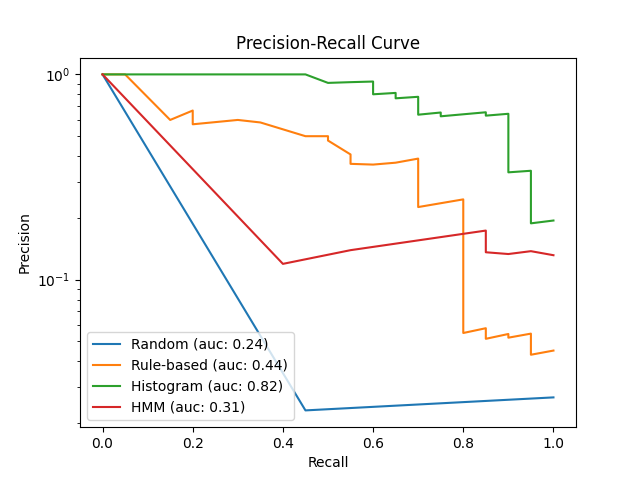 Precision-Recall Curve
Precision
10⁰
10⁻¹
Random (auc: 0.24)
Rule-based (auc: 0.44)
Histogram (auc: 0.82)
HMM (auc: 0.31)
0.0 0.2 0.4 0.6 0.8 1.0
Recall